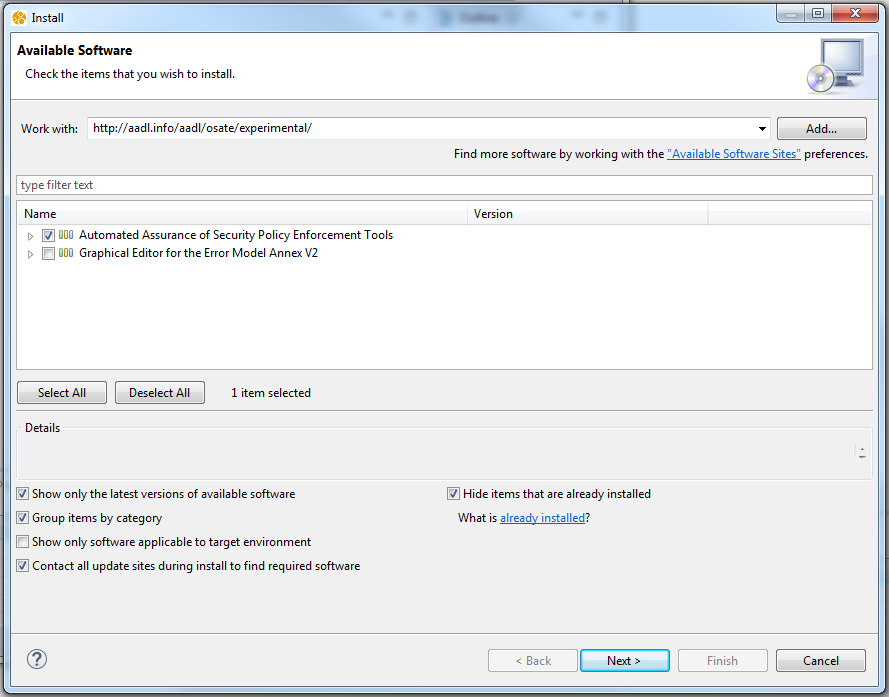 Install
Available Software
Check the items that you wish to install.
Work with: http://aadl.info/aadl/osate/experimental/ Add...
Find more software by working with the "Available Software Sites" preferences.
type filter text
Name Version
Automated Assurance of Security Policy Enforcement Tools
Graphical Editor for the Error Model Annex V2
Select All Deselect All 1 item selected
Details
Show only the latest versions of available software Hide items that are already installed
Group items by category What is already installed?
Show only software applicable to target environment
Contact all update sites during install to find required software
? < Back Next > Finish Cancel